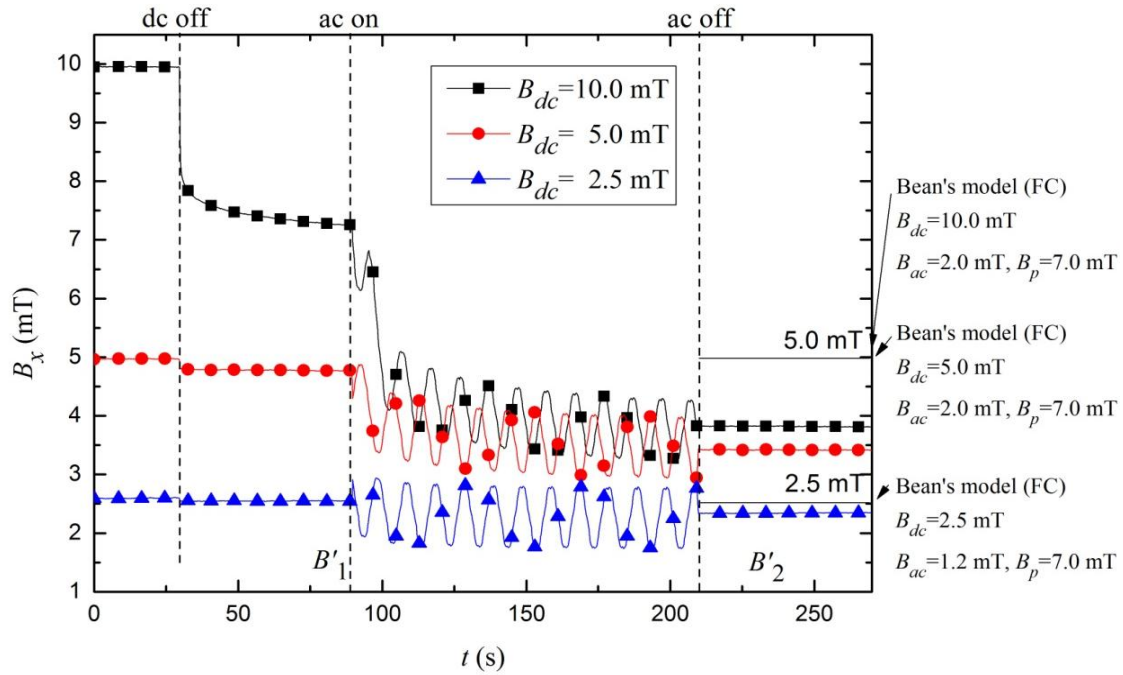 dc off
ac on
ac off
10
9
8
7
6
5
4
3
2
1
B_x (mT)
B_dc=10.0 mT
B_dc= 5.0 mT
B_dc= 2.5 mT
5.0 mT
2.5 mT
B'_1
B'_2
0
50
100
150
200
250
t (s)
Bean's model (FC)
B_dc=10.0 mT
B_ac=2.0 mT, B_p=7.0 mT
Bean's model (FC)
B_dc=5.0 mT
B_ac=2.0 mT, B_p=7.0 mT
Bean's model (FC)
B_dc=2.5 mT
B_ac=1.2 mT, B_p=7.0 mT